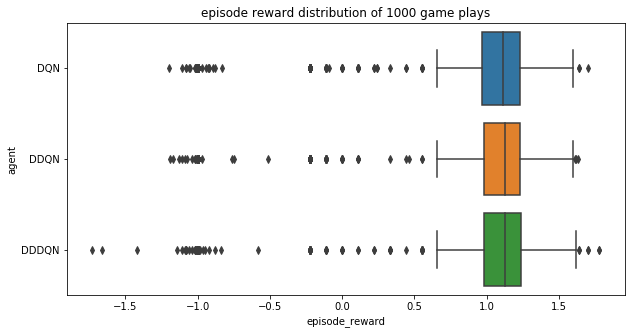 episode reward distribution of 1000 game plays
agent
DQN
DDQN
DDDQN
−1.5 −1.0 −0.5 0.0 0.5 1.0 1.5
episode_reward